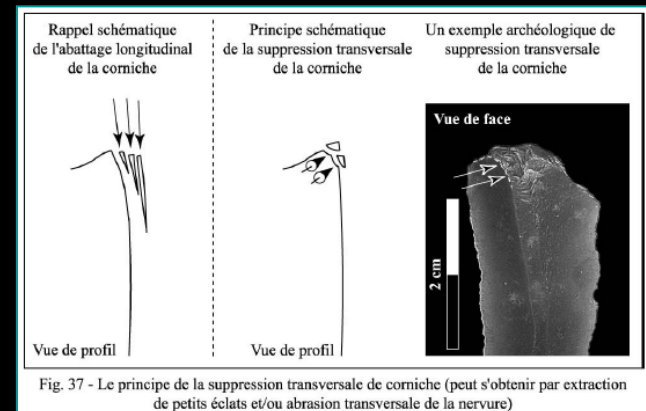 Rappel schématique
de l'abattage longitudinal
de la corniche
Principe schématique
de la suppression transversale
de la corniche
Un exemple archéologique de
suppression transversale
de la corniche
Vue de face
2 cm
Vue de profil
Vue de profil
Fig. 37 - Le principe de la suppression transversale de corniche (peut s'obtenir par extraction
de petits éclats et/ou abrasion transversale de la nervure)